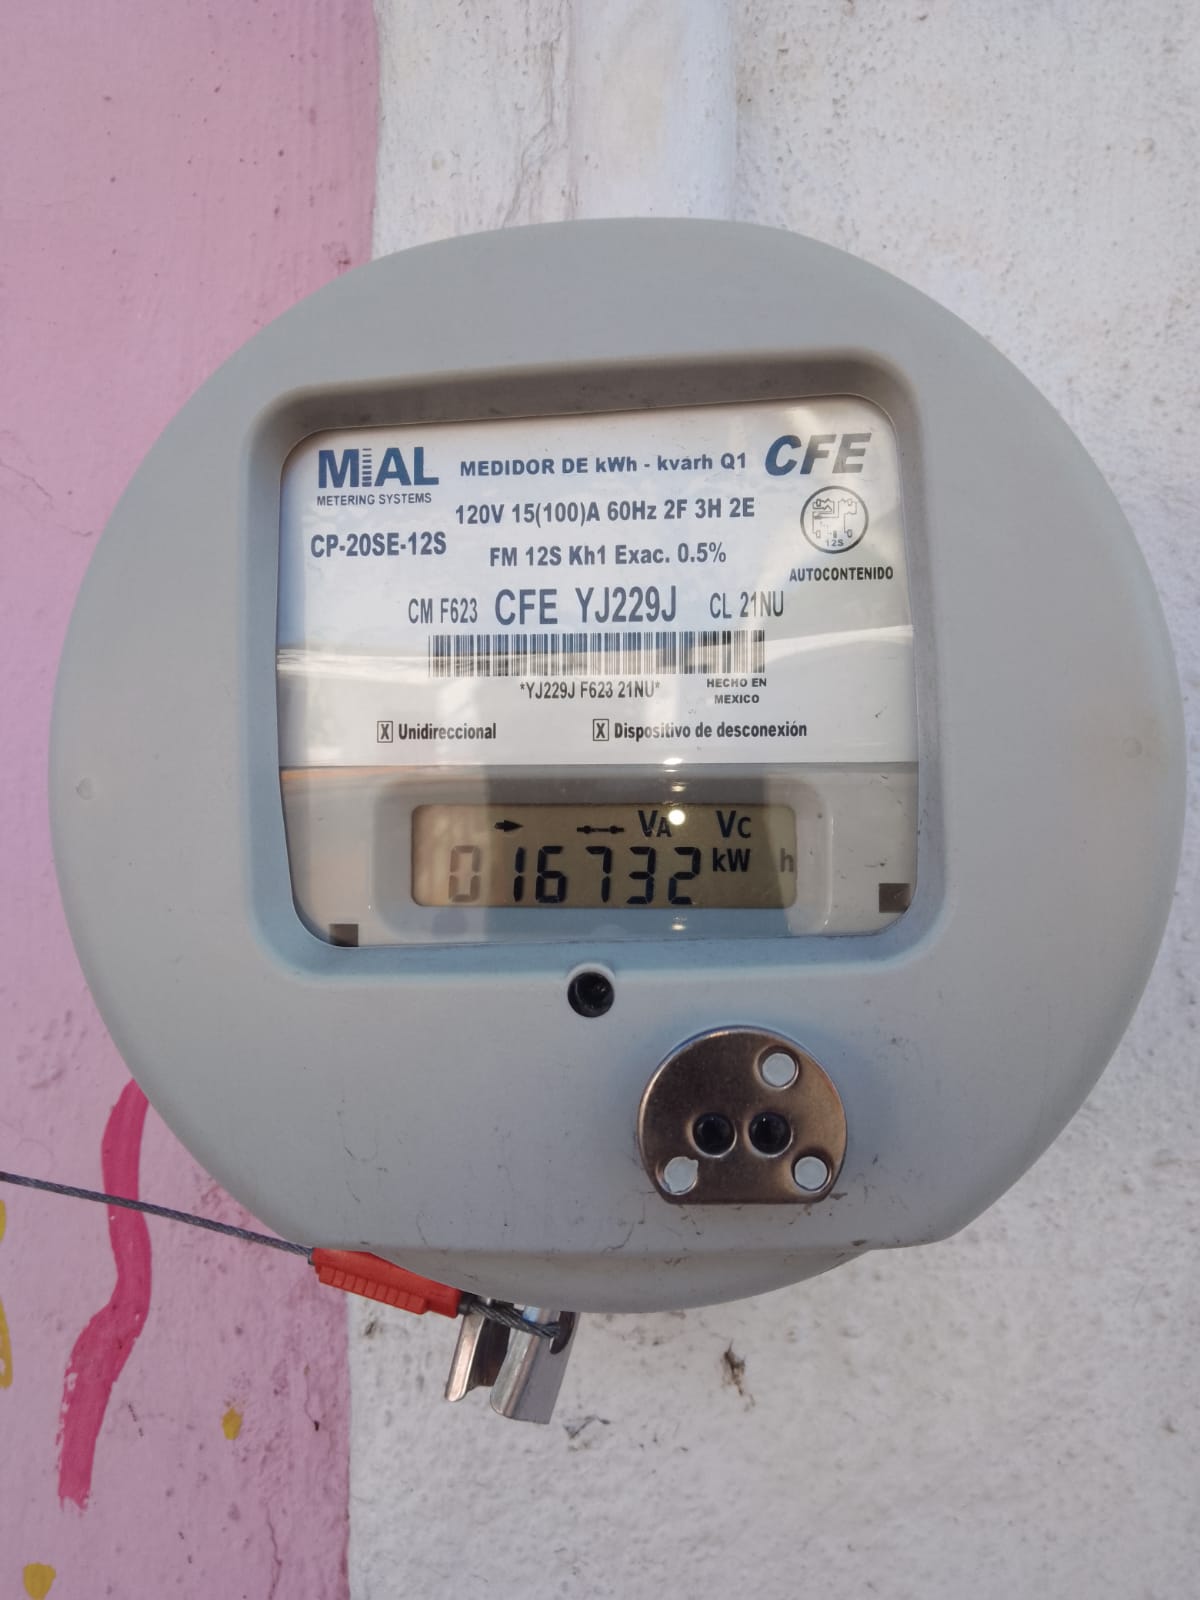 MIAL
METERING SYSTEMS
MEDIDOR DE kWh - kvarh Q1
CFE
120V 15(100)A 60Hz 2F 3H 2E
CP-20SE-12S
FM 12S Kh1 Exac. 0.5%
12S
AUTOCONTENIDO
CM F623 CFE YJ229J CL 21NU
*YJ229J F623 21NU*
HECHO EN
MEXICO
X Unidireccional
X Dispositivo de desconexión
VA VC
016732 kW h